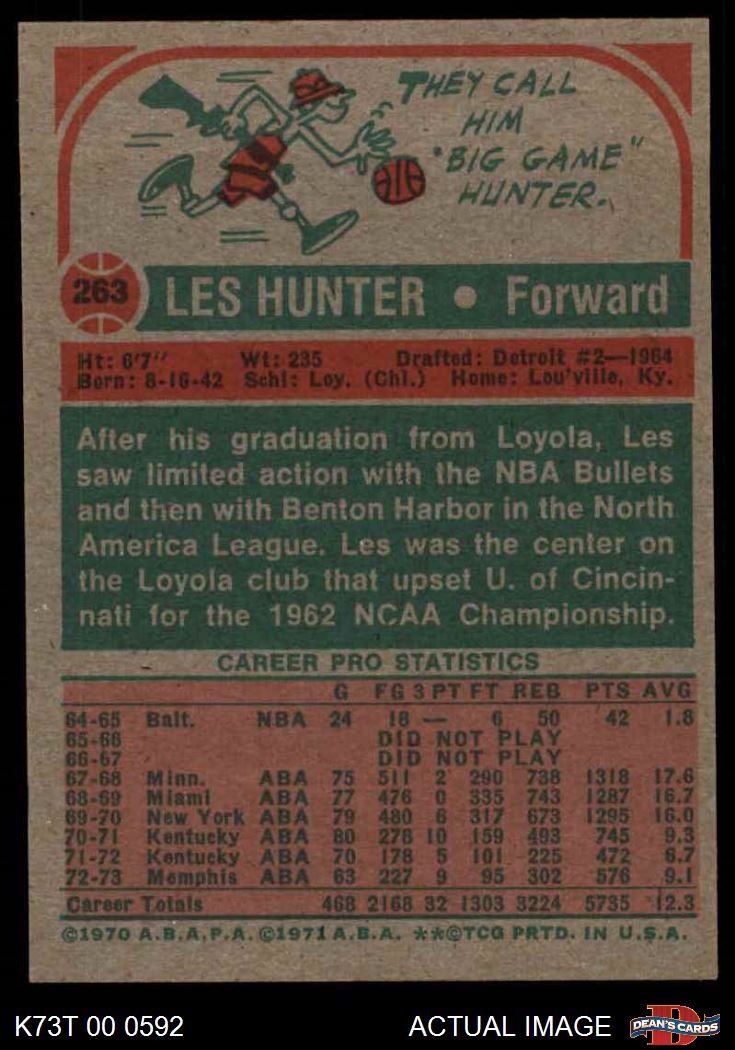 THEY CALL
HIM
"BIG GAME"
HUNTER.
263 LES HUNTER • Forward
Ht: 6'7" Wt: 235 Drafted: Detroit #2—1964
Born: 8-16-42 Schl: Loy. (Chi.) Home: Lou'ville, Ky.
After his graduation from Loyola, Les
saw limited action with the NBA Bullets
and then with Benton Harbor in the North
America League. Les was the center on
the Loyola club that upset U. of Cincin-
nati for the 1962 NCAA Championship.
CAREER PRO STATISTICS
G FG 3 PT FT REB PTS AVG
64-65 Balt. NBA 24 18 — 6 50 42 1.8
65-66 DID NOT PLAY
66-67 DID NOT PLAY
67-68 Minn. ABA 75 511 2 290 738 1318 17.6
68-69 Miami ABA 77 476 0 335 743 1287 16.7
69-70 New York ABA 79 480 6 317 673 1295 16.0
70-71 Kentucky ABA 80 278 10 159 493 745 9.3
71-72 Kentucky ABA 70 178 5 101 225 472 6.7
72-73 Memphis ABA 63 227 9 95 302 576 9.1
Career Totals 468 2168 32 1303 3224 5735 12.3
©1970 A.B.A.P.A. ©1971 A.B.A. **©TCG PRTD. IN U.S.A.
K73T 00 0592 ACTUAL IMAGE DEAN'S CARDS